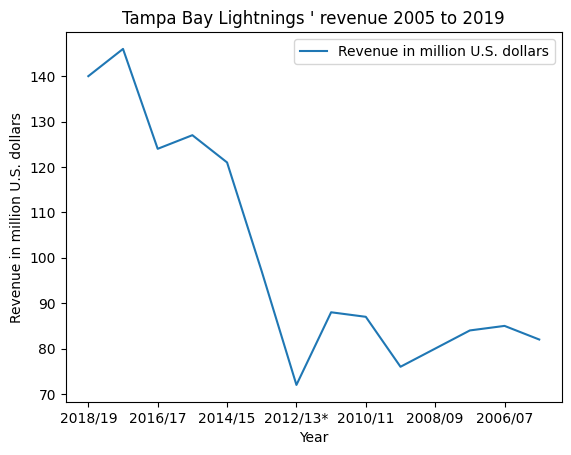 Tampa Bay Lightnings ' revenue 2005 to 2019
Revenue in million U.S. dollars
Revenue in million U.S. dollars
140
130
120
110
100
90
80
70
2018/19 2016/17 2014/15 2012/13* 2010/11 2008/09 2006/07
Year